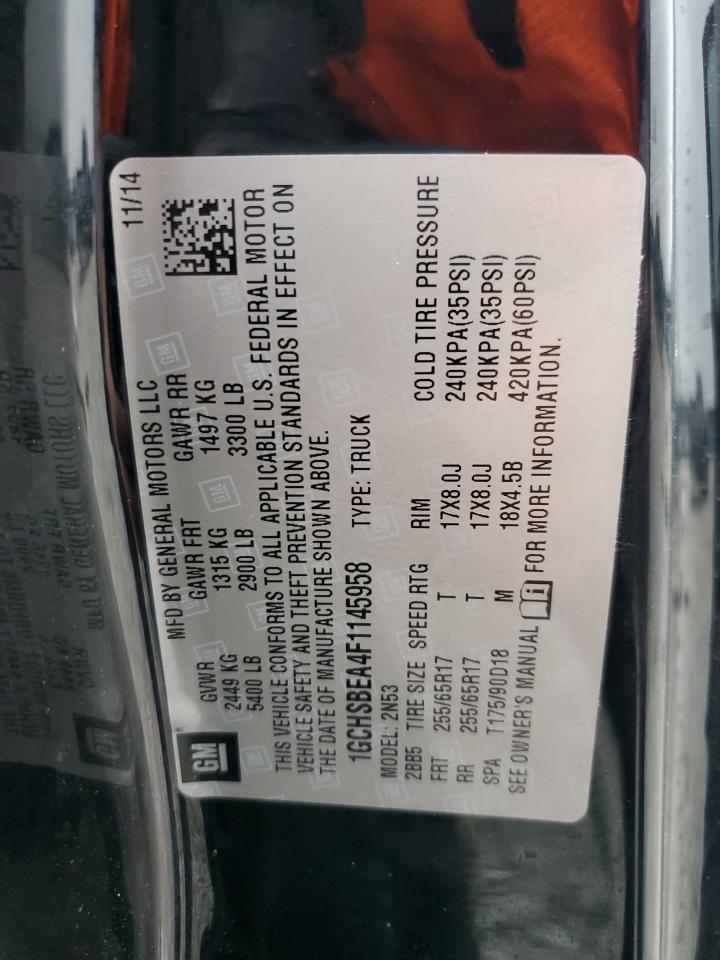 MFD BY GENERAL MOTORS LLC 11/14
GM
GVWR GAWR FRT GAWR RR
2449 KG 1315 KG 1497 KG
5400 LB 2900 LB 3300 LB
THIS VEHICLE CONFORMS TO ALL APPLICABLE U.S. FEDERAL MOTOR
VEHICLE SAFETY AND THEFT PREVENTION STANDARDS IN EFFECT ON
THE DATE OF MANUFACTURE SHOWN ABOVE.
1GCHSBEA4F1145958 TYPE: TRUCK
MODEL: 2N53
2BB5 TIRE SIZE SPEED RTG RIM COLD TIRE PRESSURE
FRT 255/65R17 T 17X8.0J 240KPA(35PSI)
RR 255/65R17 T 17X8.0J 240KPA(35PSI)
SPA T175/90D18 M 18X4.5B 420KPA(60PSI)
SEE OWNER'S MANUAL FOR MORE INFORMATION.